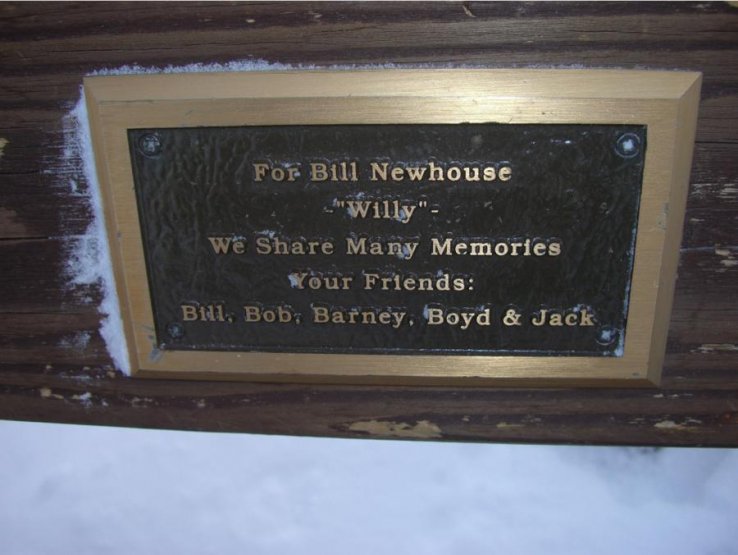 For Bill Newhouse
-"Willy"-
We Share Many Memories
Your Friends:
Bill, Bob, Barney, Boyd & Jack